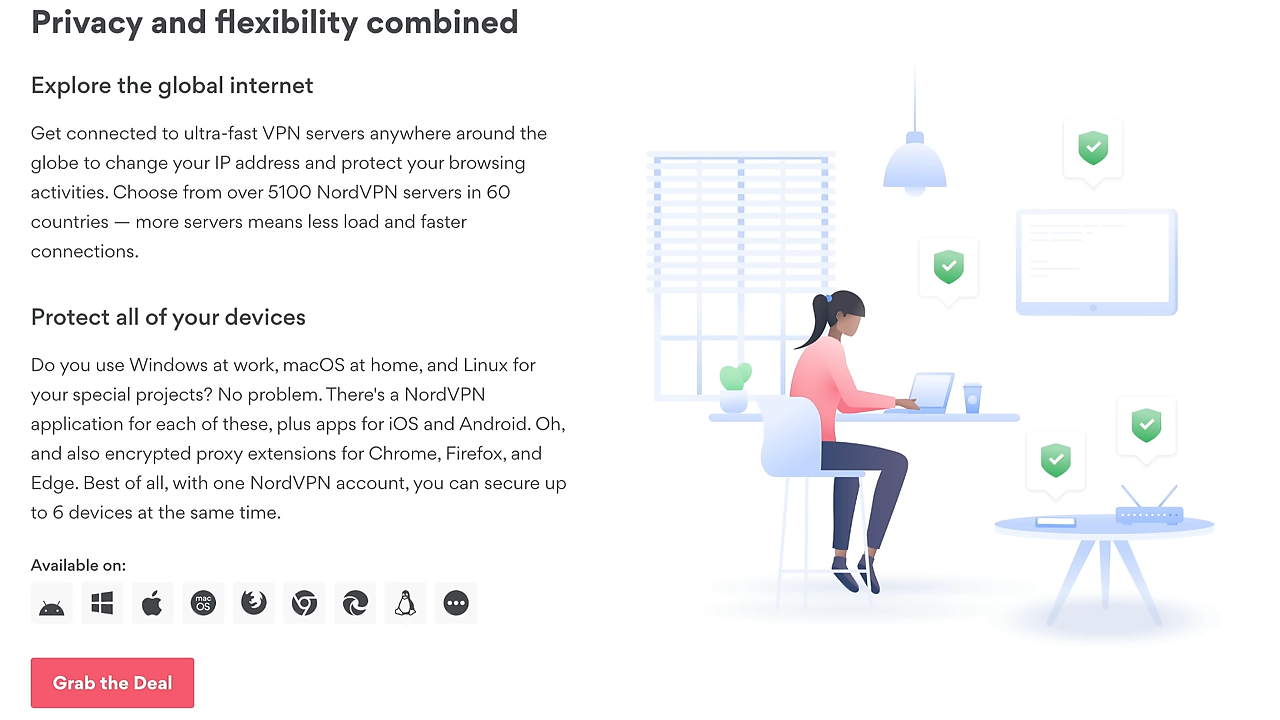 Privacy and flexibility combined
Explore the global internet
Get connected to ultra-fast VPN servers anywhere around the
globe to change your IP address and protect your browsing
activities. Choose from over 5100 NordVPN servers in 60
countries — more servers means less load and faster
connections.
Protect all of your devices
Do you use Windows at work, macOS at home, and Linux for
your special projects? No problem. There's a NordVPN
application for each of these, plus apps for iOS and Android. Oh,
and also encrypted proxy extensions for Chrome, Firefox, and
Edge. Best of all, with one NordVPN account, you can secure up
to 6 devices at the same time.
Available on:
mac
OS
Grab the Deal